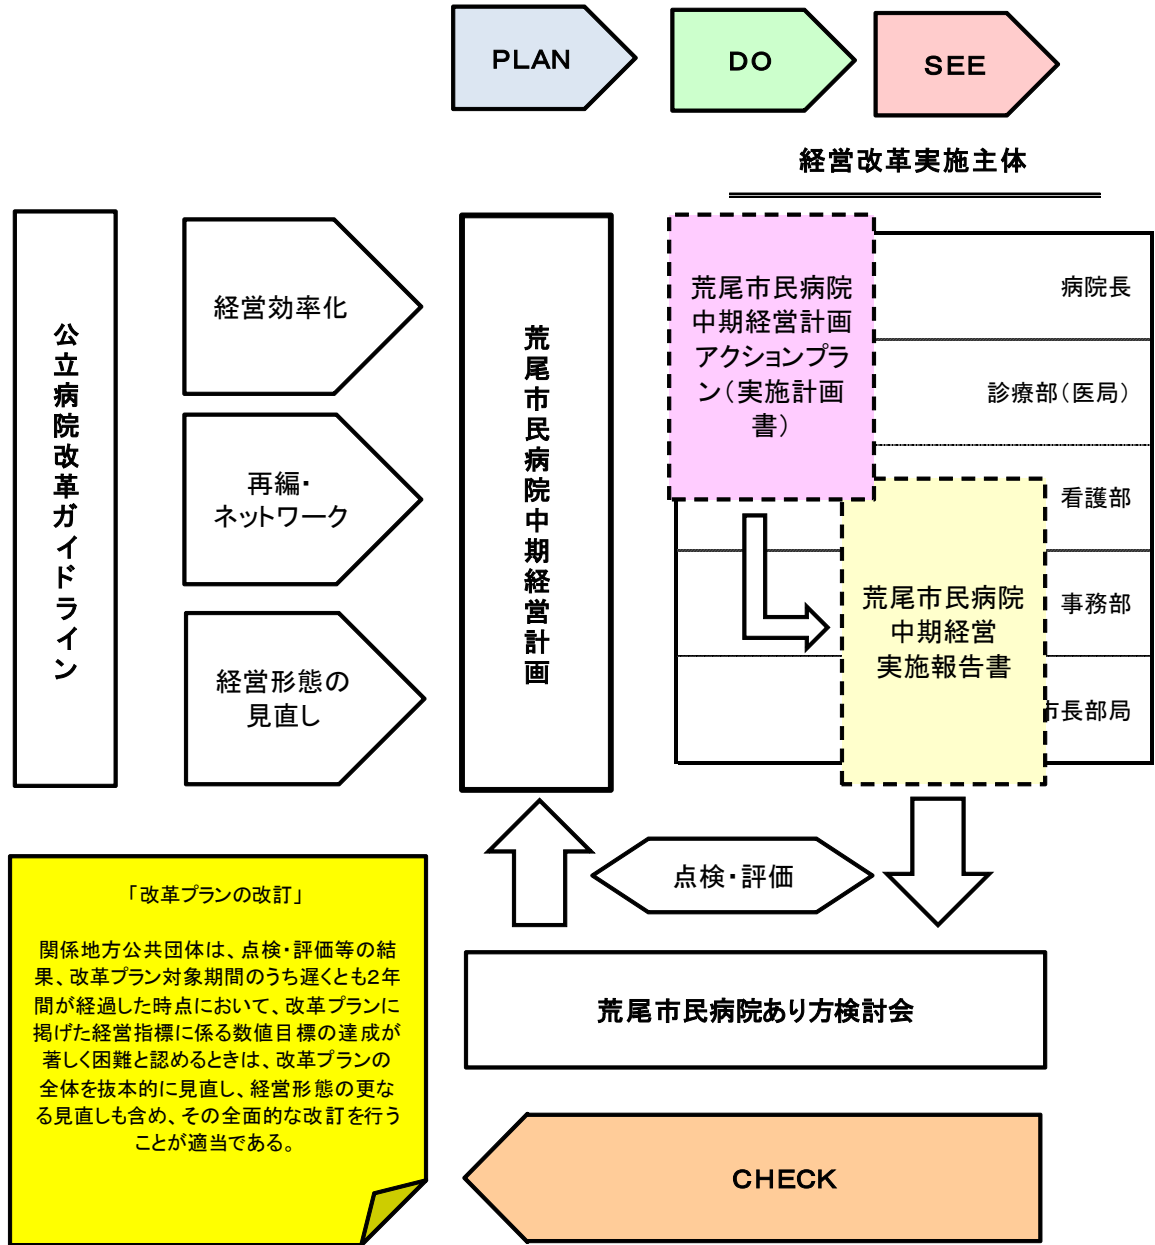 PLAN
DO
SEE
経営改革実施主体
公立病院改革ガイドライン
経営効率化
再編・
ネットワーク
経営形態の
見直し
荒尾市民病院中期経営計画
荒尾市民病院
中期経営計画
アクションプラ
ン（実施計画
書）
病院長
診療部（医局）
看護部
事務部
市長部局
荒尾市民病院
中期経営
実施報告書
点検・評価
「改革プランの改訂」
関係地方公共団体は、点検・評価等の結
果、改革プラン対象期間のうち遅くとも2年
間が経過した時点において、改革プランに
掲げた経営指標に係る数値目標の達成が
著しく困難と認めるときは、改革プランの
全体を抜本的に見直し、経営形態の更な
る見直しも含め、その全面的な改訂を行う
ことが適当である。
荒尾市民病院あり方検討会
CHECK